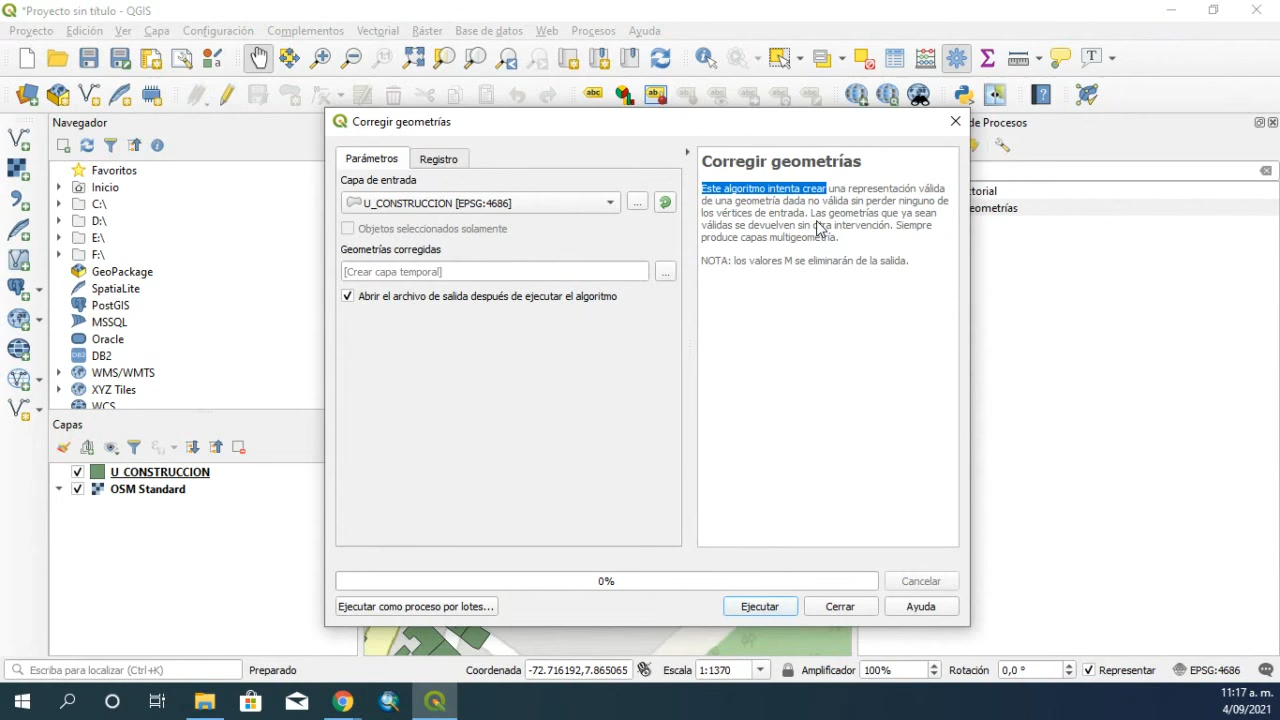 *Proyecto sin título - QGIS
Proyecto Edición Ver Capa Configuración Complementos Vectorial Ráster Base de datos Web Procesos Ayuda
Navegador
Favoritos
Inicio
C:\
D:\
E:\
F:\
GeoPackage
SpatiaLite
PostGIS
MSSQL
Oracle
DB2
WMS/WMTS
XYZ Tiles
WCS
Capas
U_CONSTRUCCION
OSM Standard
Corregir geometrías
Parámetros Registro
Capa de entrada
U_CONSTRUCCION [EPSG:4686]
Objetos seleccionados solamente
Geometrías corregidas
[Crear capa temporal]
Abrir el archivo de salida después de ejecutar el algoritmo
Corregir geometrías
Este algoritmo intenta crear una representación válida
de una geometría dada no válida sin perder ninguno de
los vértices de entrada. Las geometrías que ya sean
válidas se devuelven sin otra intervención. Siempre
produce capas multigeometría.
NOTA: los valores M se eliminarán de la salida.
0%
Cancelar
Ejecutar como proceso por lotes...
Ejecutar Cerrar Ayuda
de Procesos
ctorial
eometrías
Escriba para localizar (Ctrl+K) Preparado Coordenada -72.716192,7.865065 Escala 1:1370 Amplificador 100% Rotación 0,0 ° Representar EPSG:4686
11:17 a. m.
4/09/2021